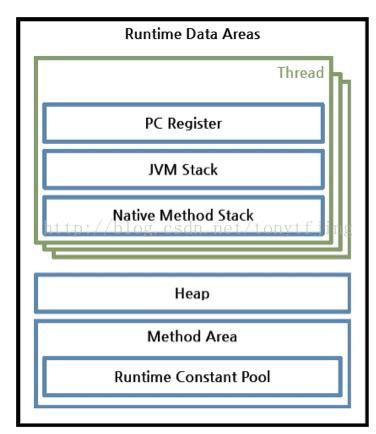 Runtime Data Areas
Thread
PC Register
JVM Stack
Native Method Stack
http://blog.csdn.net/tonytfjing
Heap
Method Area
Runtime Constant Pool